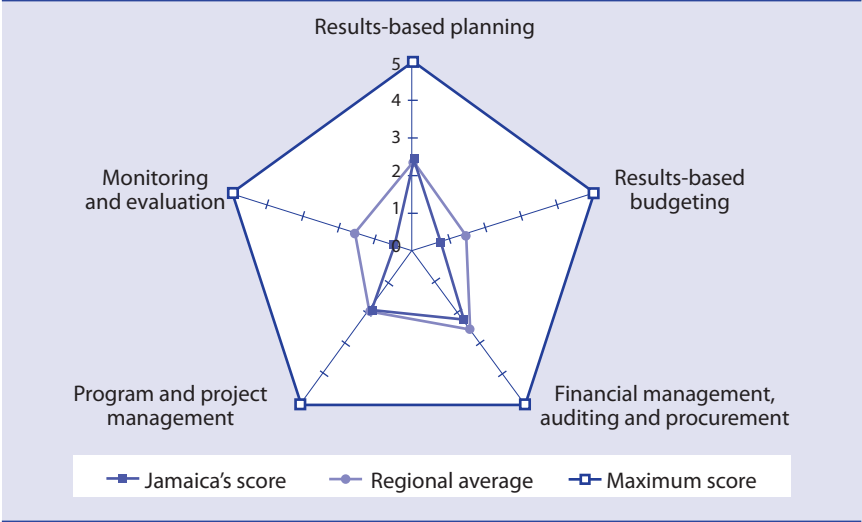 Results-based planning
5
4
3
2
1
0
Monitoring
and evaluation
Results-based
budgeting
Program and project
management
Financial management,
auditing and procurement
Jamaica's score
Regional average
Maximum score